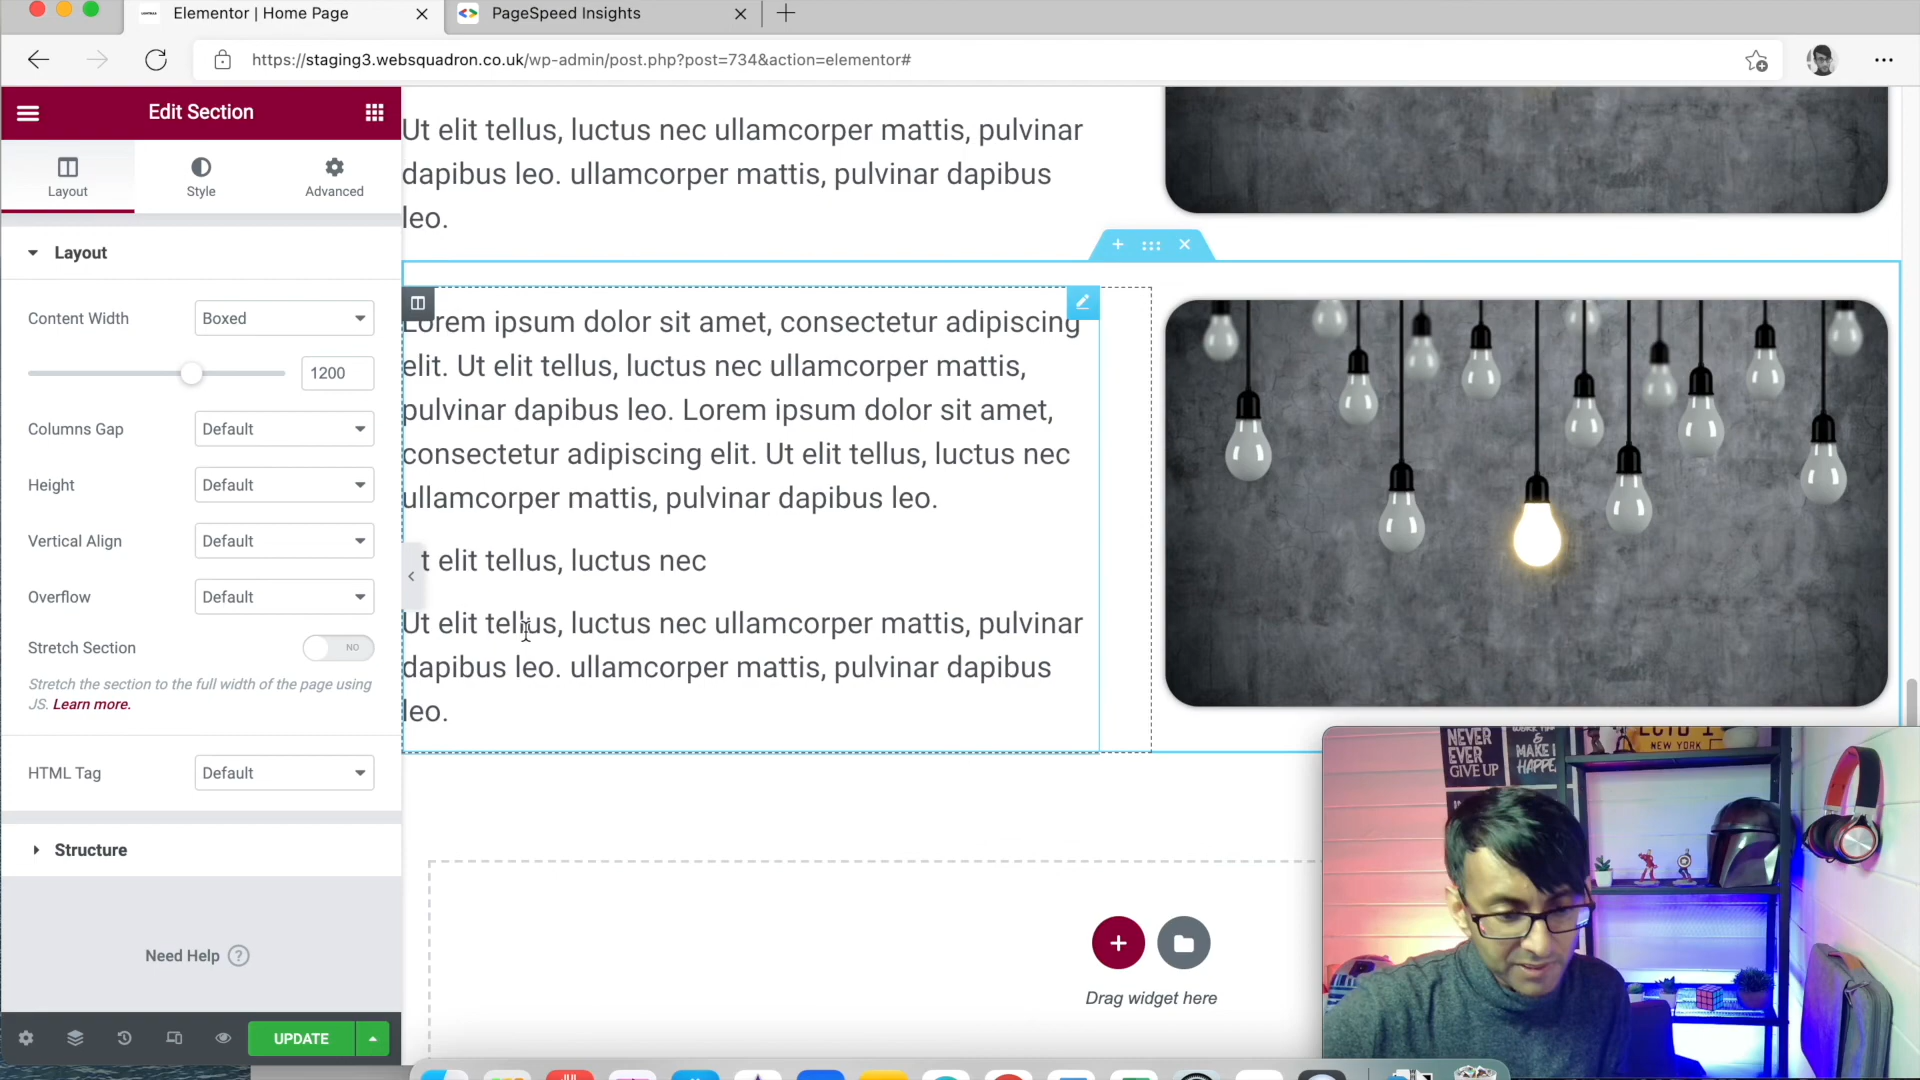 Elementor | Home Page
PageSpeed Insights
https://staging3.websquadron.co.uk/wp-admin/post.php?post=734&action=elementor#
Edit Section
Layout
Style
Advanced
Layout
Content Width
Boxed
1200
Columns Gap
Default
Height
Default
Vertical Align
Default
Overflow
Default
Stretch Section
NO
Stretch the section to the full width of the page using
JS. Learn more.
HTML Tag
Default
Structure
Need Help
?
UPDATE
Ut elit tellus, luctus nec ullamcorper mattis, pulvinar
dapibus leo. ullamcorper mattis, pulvinar dapibus
leo.
Lorem ipsum dolor sit amet, consectetur adipiscing
elit. Ut elit tellus, luctus nec ullamcorper mattis,
pulvinar dapibus leo. Lorem ipsum dolor sit amet,
consectetur adipiscing elit. Ut elit tellus, luctus nec
ullamcorper mattis, pulvinar dapibus leo.
t elit tellus, luctus nec
Ut elit tellus, luctus nec ullamcorper mattis, pulvinar
dapibus leo. ullamcorper mattis, pulvinar dapibus
leo.
Drag widget here
NEVER
EVER
GIVE UP
MAKE I
HAPPE
NEW YORK